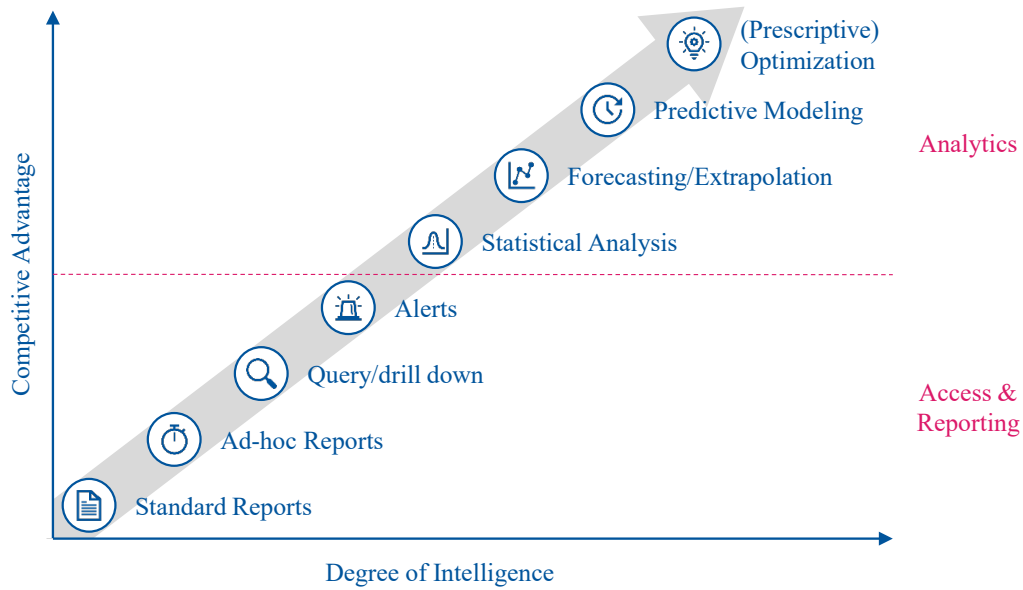 (Prescriptive)
Optimization
Predictive Modeling
Analytics
Forecasting/Extrapolation
Statistical Analysis
Competitive Advantage
Alerts
Query/drill down
Access &
Reporting
Ad-hoc Reports
Standard Reports
Degree of Intelligence